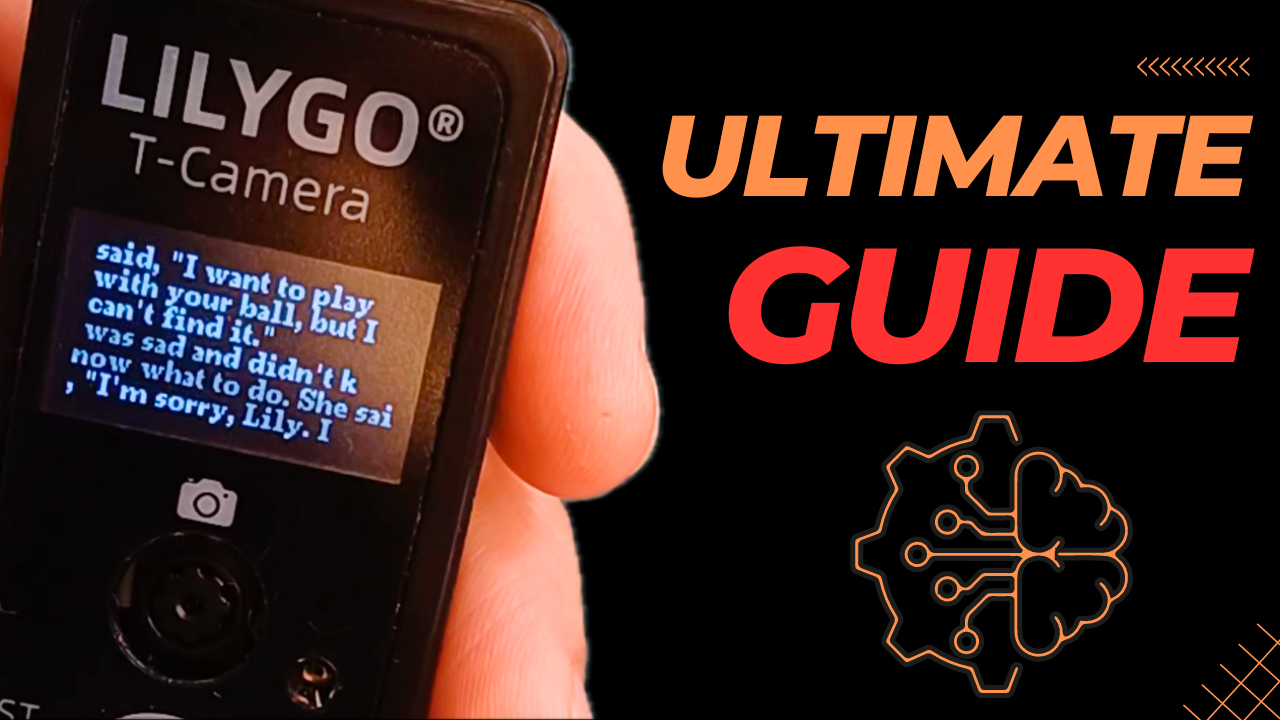 LILYGO®
T-Camera
said, "I want to play
with your ball, but I
can't find it."
was sad and didn't k
now what to do. She sai
, "I'm sorry, Lily. I
ST
ULTIMATE
GUIDE